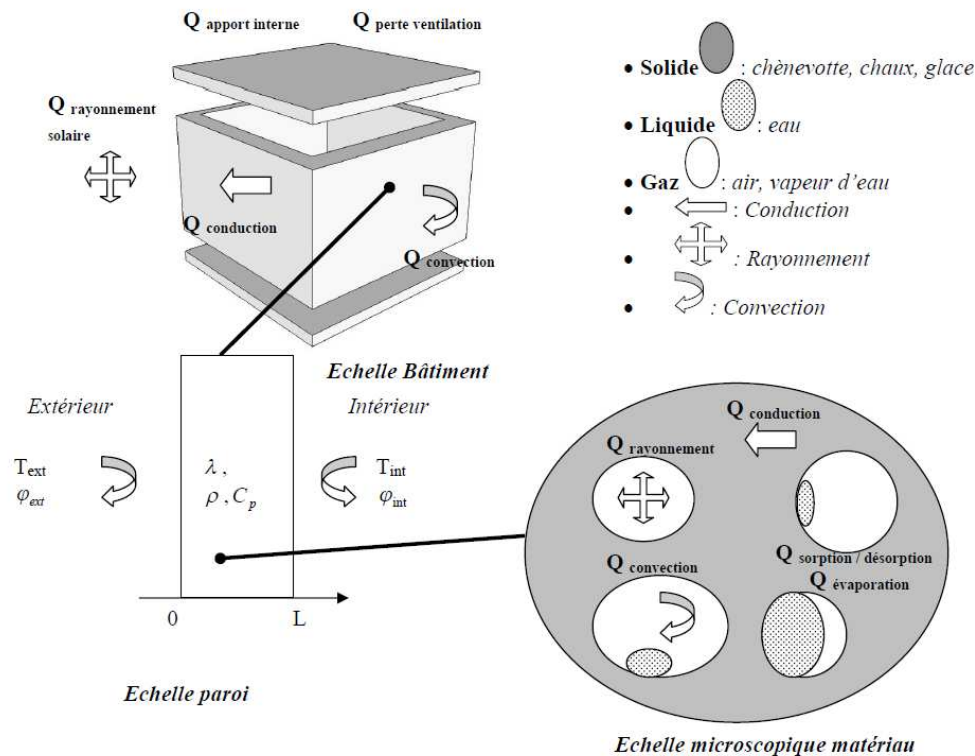 Q apport interne
Q perte ventilation
Q rayonnement
solaire
Q conduction
Q convection
Echelle Bâtiment
• Solide : chènevotte, chaux, glace
• Liquide : eau
• Gaz : air, vapeur d'eau
• : Conduction
• : Rayonnement
• : Convection
Extérieur
Intérieur
T ext
φ ext
λ ,
ρ , C p
T int
φ int
0
L
Echelle paroi
Q conduction
Q rayonnement
Q sorption / désorption
Q convection
Q évaporation
Echelle microscopique matériau